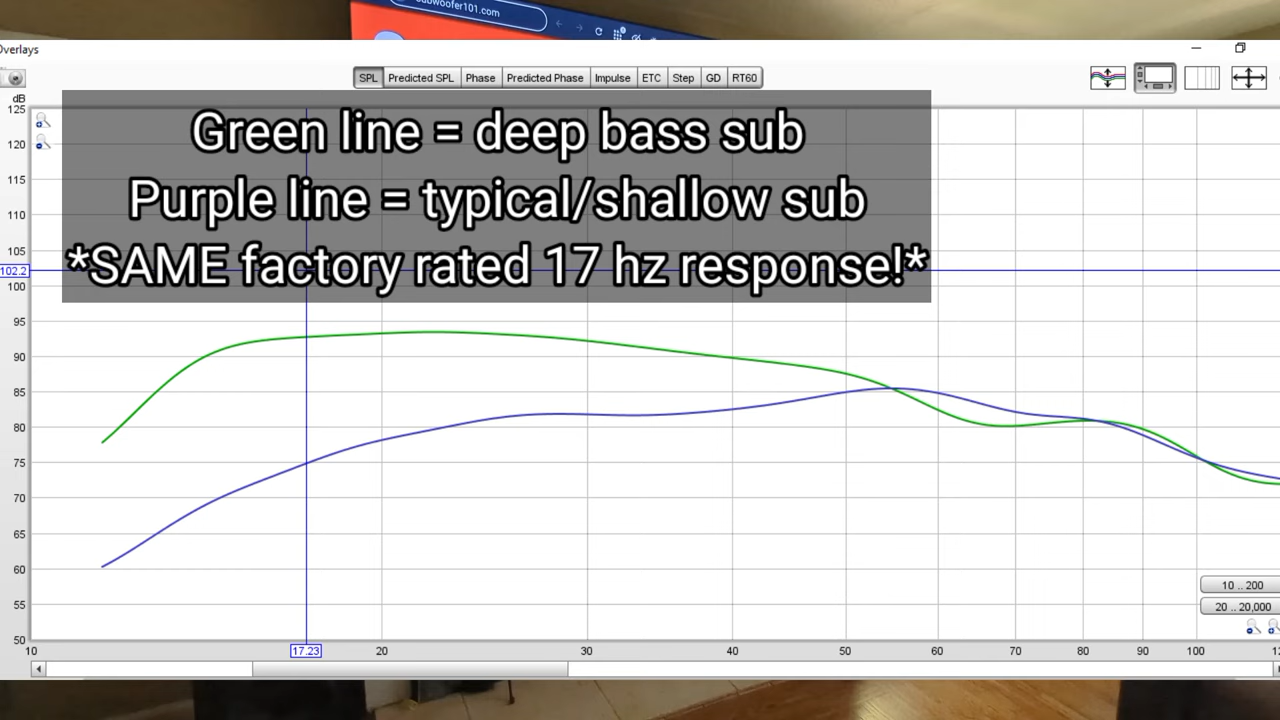 subwoofer101.com
Overlays
SPL Predicted SPL Phase Predicted Phase Impulse ETC Step GD RT60
dB
125
120
115
110
105
102.2
100
95
90
85
80
75
70
65
60
55
50
Green line = deep bass sub
Purple line = typical/shallow sub
*SAME factory rated 17 hz response!*
10 .. 200
20 .. 20,000
10 17.23 20 30 40 50 60 70 80 90 100